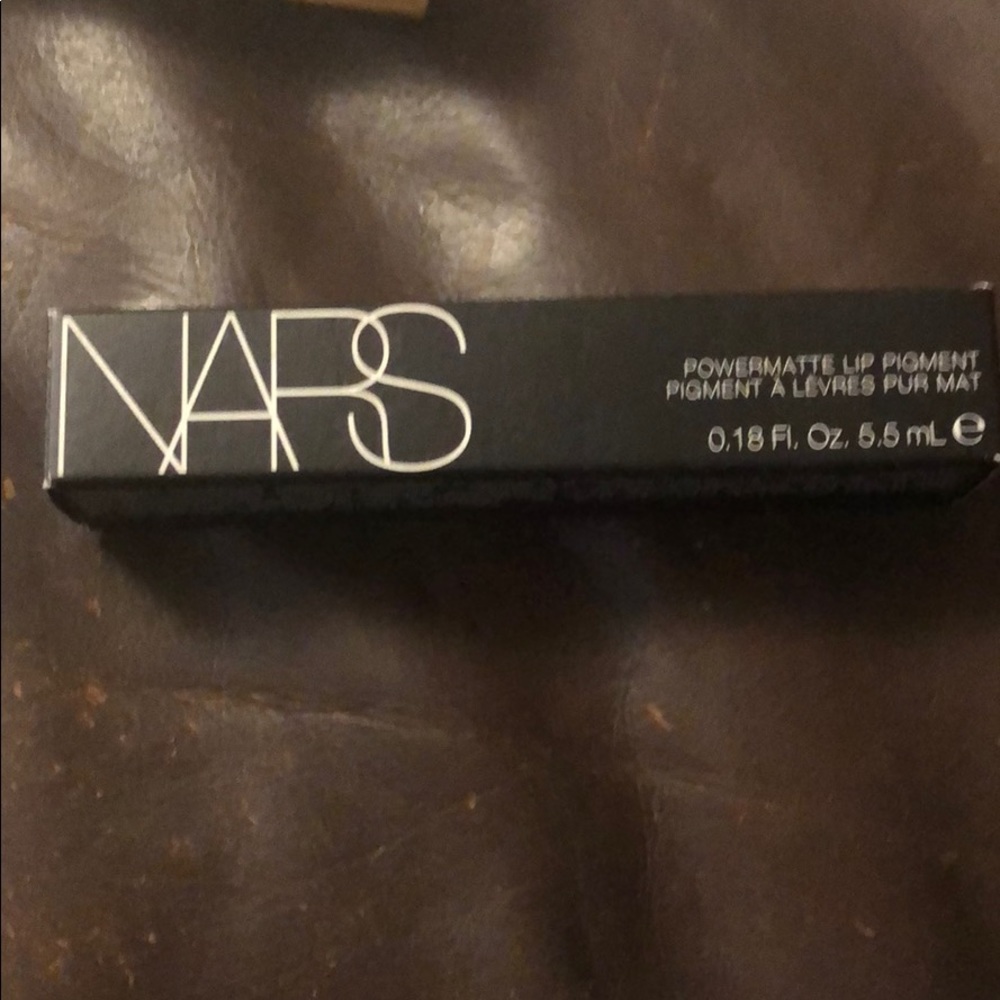 NARS
POWERMATTE LIP PIGMENT
PIGMENT À LÈVRES PUR MAT
0.18 Fl. Oz. 5.5 mL ℮